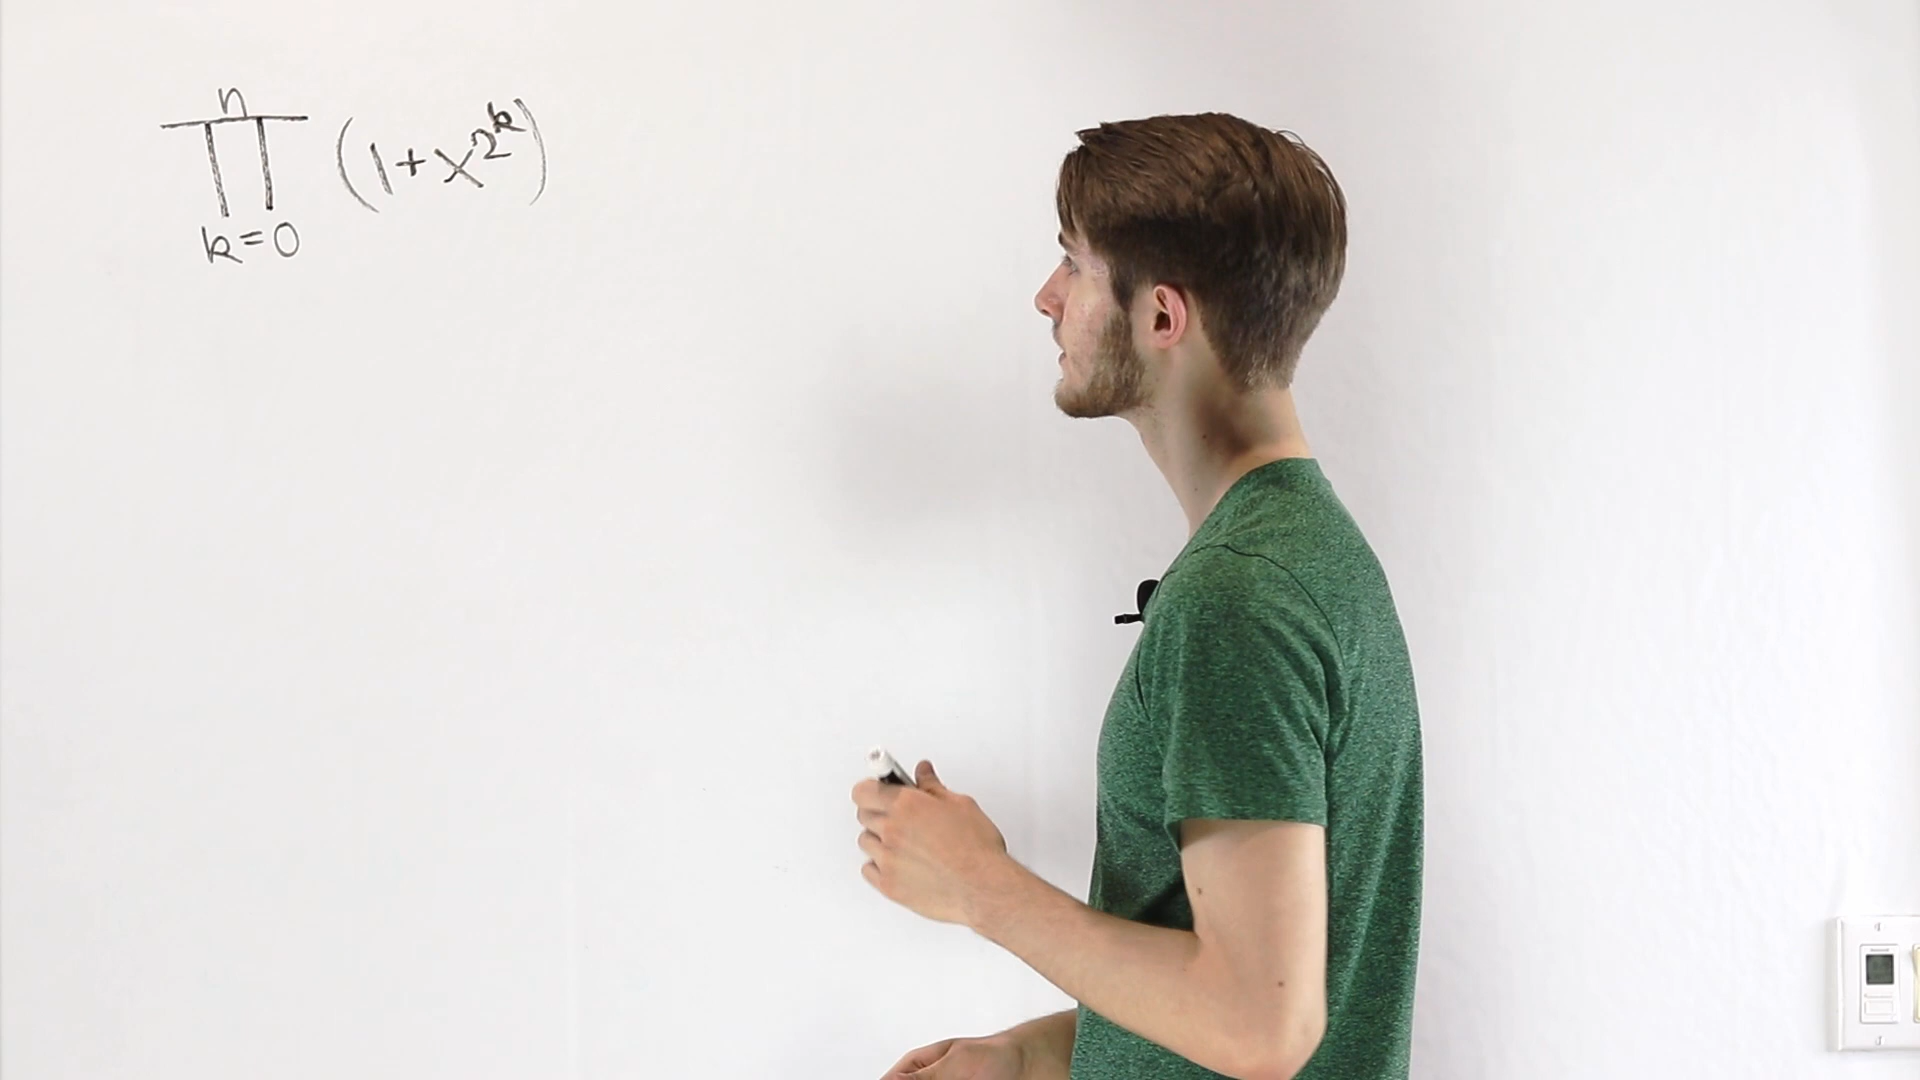 n
∏ (1+x^2^k)
k=0